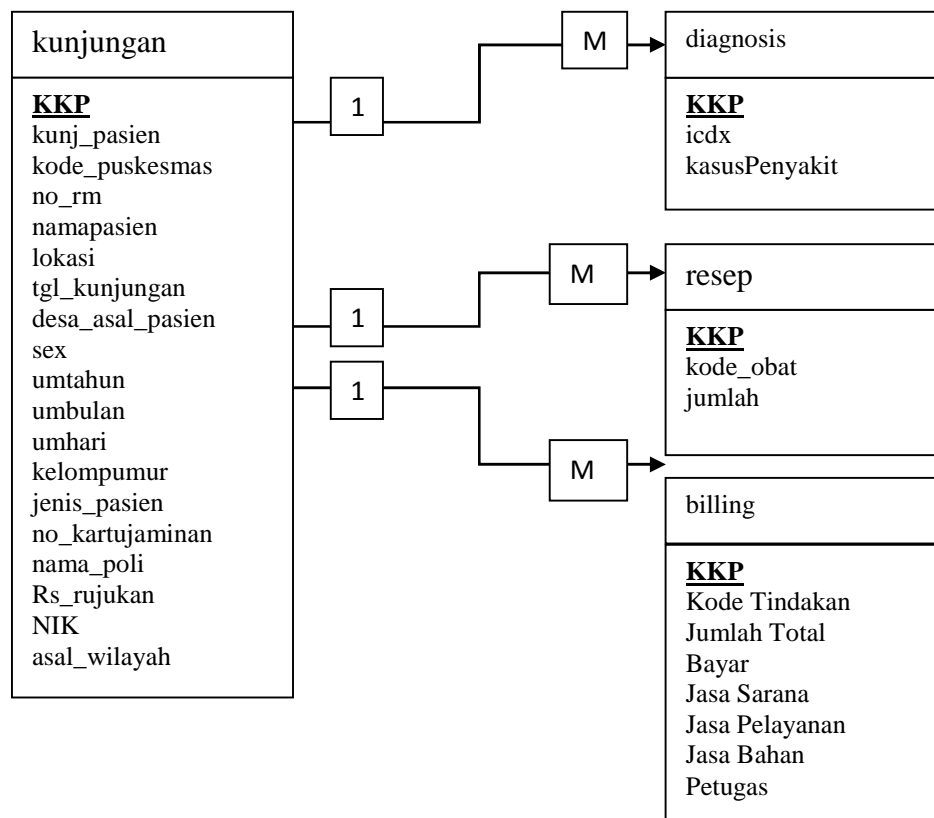 kunjungan
KKP
kunj_pasien
kode_puskesmas
no_rm
namapasien
lokasi
tgl_kunjungan
desa_asal_pasien
sex
umtahun
umbulan
umhari
kelompumur
jenis_pasien
no_kartujaminan
nama_poli
Rs_rujukan
NIK
asal_wilayah
1
M
diagnosis
KKP
icdx
kasusPenyakit
1
M
resep
KKP
kode_obat
jumlah
1
M
billing
KKP
Kode Tindakan
Jumlah Total
Bayar
Jasa Sarana
Jasa Pelayanan
Jasa Bahan
Petugas